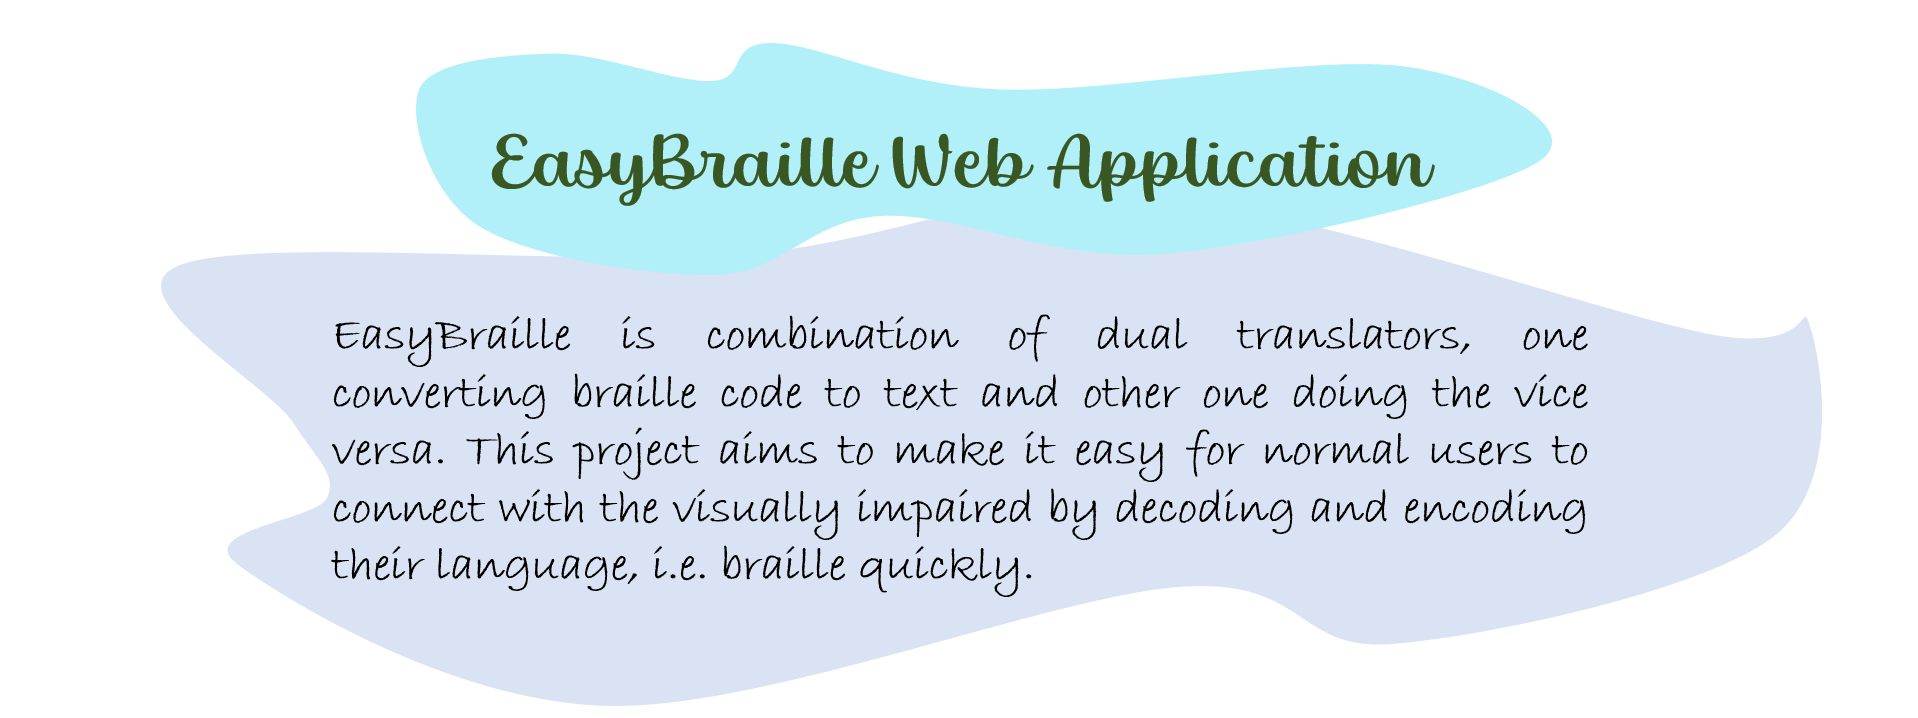 EasyBraille Web Application
EasyBraille is combination of dual translators, one
converting braille code to text and other one doing the vice
versa. This project aims to make it easy for normal users to
connect with the visually impaired by decoding and encoding
their language, i.e. braille quickly.